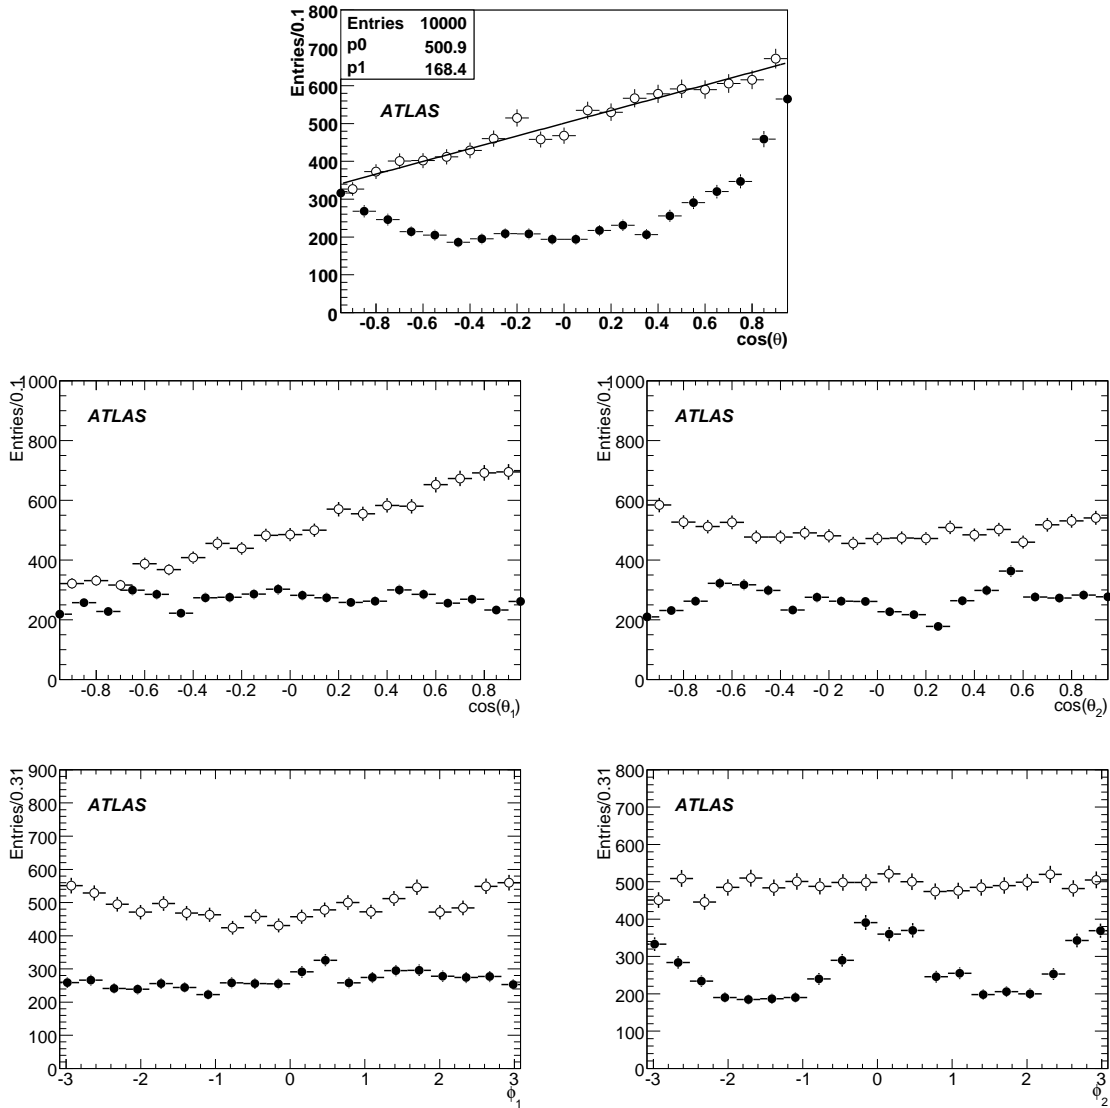 Entries/0.1
800
700
600
500
400
300
200
100
0
Entries 10000
p0 500.9
p1 168.4
ATLAS
-0.8 -0.6 -0.4 -0.2 -0 0.2 0.4 0.6 0.8
cos(θ)
Entries/0.1
1000
800
600
400
200
0
ATLAS
-0.8 -0.6 -0.4 -0.2 -0 0.2 0.4 0.6 0.8
cos(θ1)
Entries/0.1
1000
800
600
400
200
0
ATLAS
-0.8 -0.6 -0.4 -0.2 -0 0.2 0.4 0.6 0.8
cos(θ2)
Entries/0.31
900
800
700
600
500
400
300
200
100
0
ATLAS
-3 -2 -1 0 1 2 3
ϕ1
Entries/0.31
800
700
600
500
400
300
200
100
0
ATLAS
-3 -2 -1 0 1 2 3
ϕ2